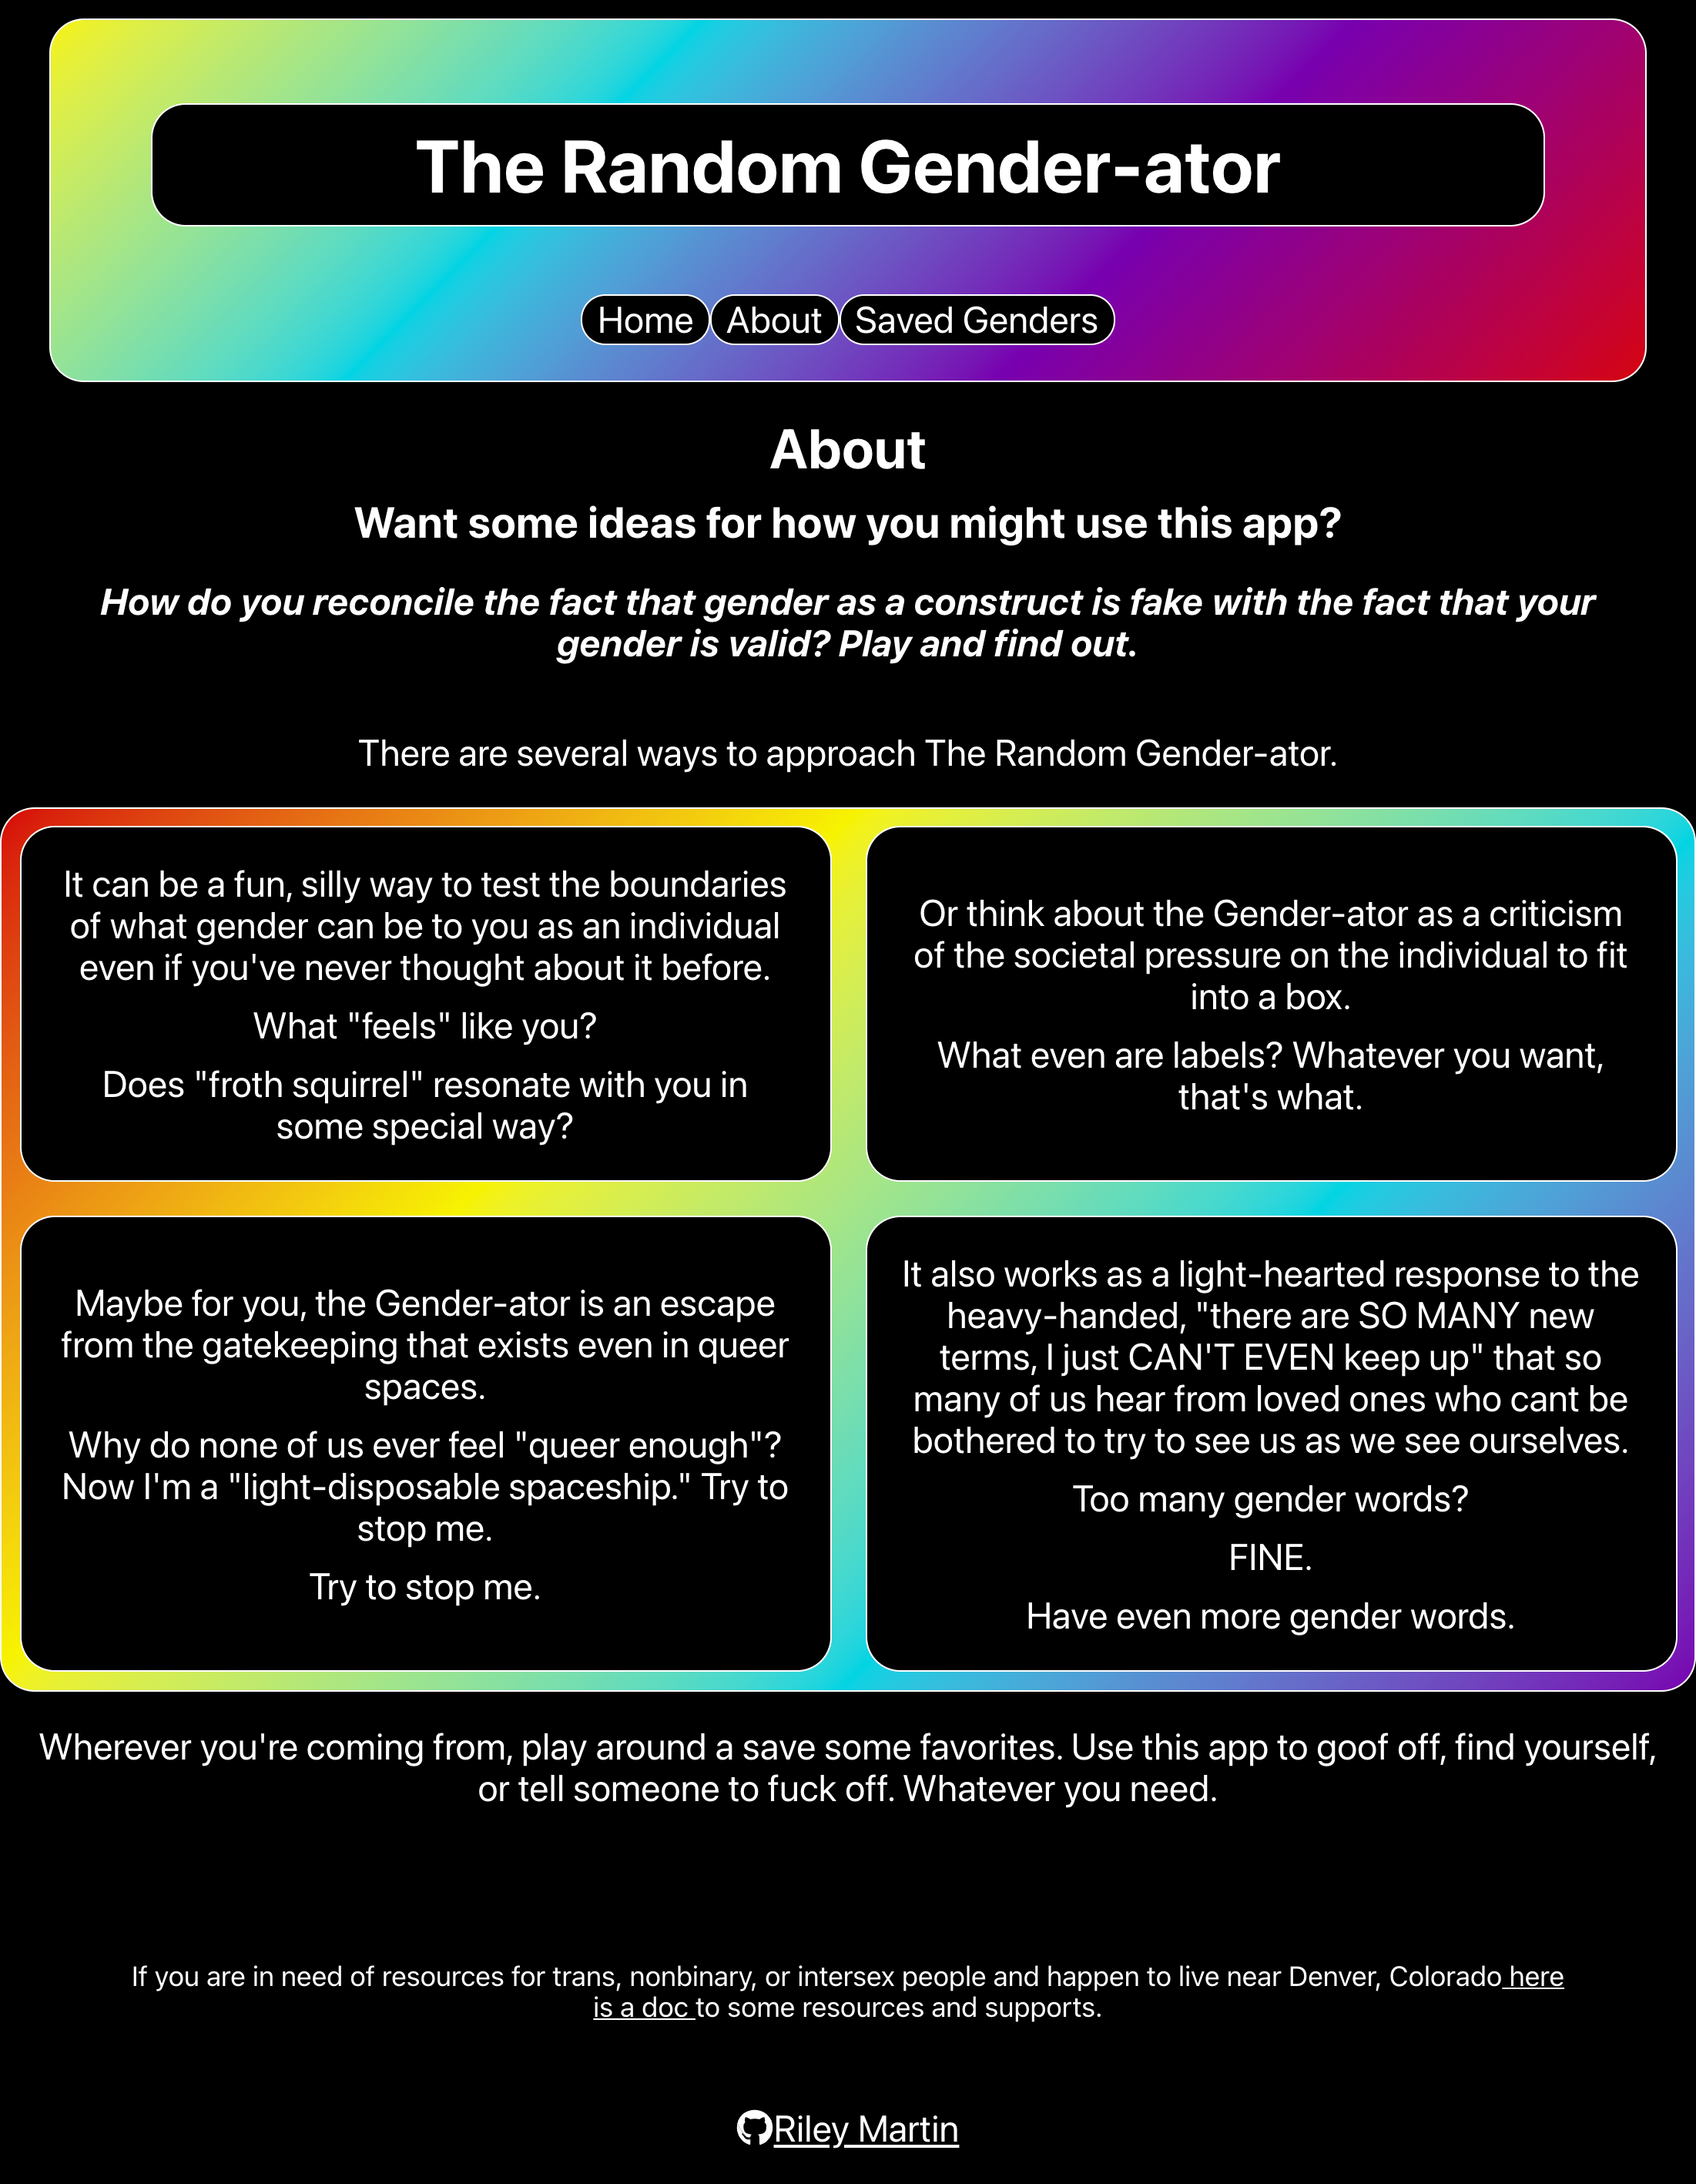 The Random Gender-ator
Home About Saved Genders
About
Want some ideas for how you might use this app?
How do you reconcile the fact that gender as a construct is fake with the fact that your
gender is valid? Play and find out.
There are several ways to approach The Random Gender-ator.
It can be a fun, silly way to test the boundaries
of what gender can be to you as an individual
even if you've never thought about it before.
What "feels" like you?
Does "froth squirrel" resonate with you in
some special way?
Or think about the Gender-ator as a criticism
of the societal pressure on the individual to fit
into a box.
What even are labels? Whatever you want,
that's what.
Maybe for you, the Gender-ator is an escape
from the gatekeeping that exists even in queer
spaces.
Why do none of us ever feel "queer enough"?
Now I'm a "light-disposable spaceship." Try to
stop me.
Try to stop me.
It also works as a light-hearted response to the
heavy-handed, "there are SO MANY new
terms, I just CAN'T EVEN keep up" that so
many of us hear from loved ones who cant be
bothered to try to see us as we see ourselves.
Too many gender words?
FINE.
Have even more gender words.
Wherever you're coming from, play around a save some favorites. Use this app to goof off, find yourself,
or tell someone to fuck off. Whatever you need.
If you are in need of resources for trans, nonbinary, or intersex people and happen to live near Denver, Colorado here
is a doc to some resources and supports.
Riley Martin